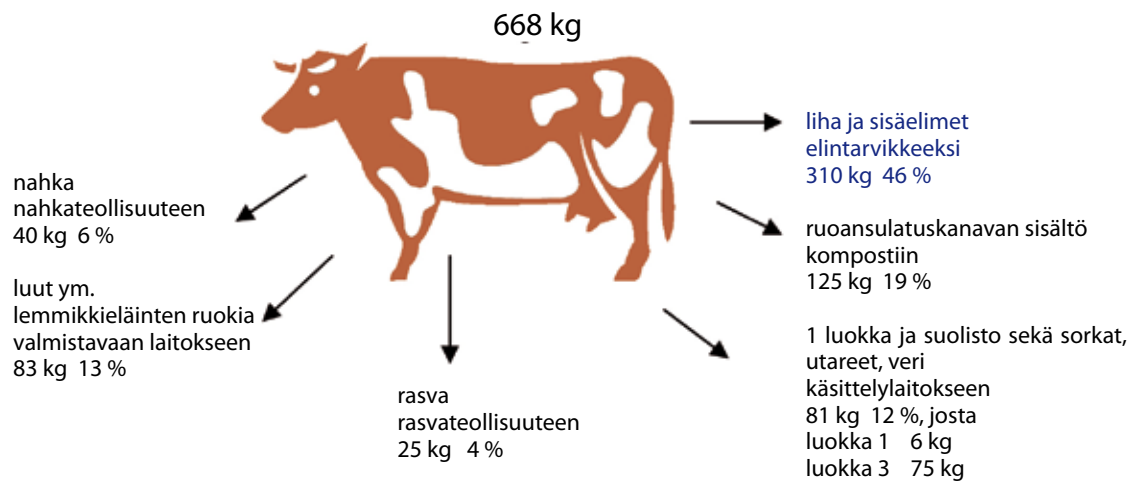 668 kg
liha ja sisäelimet
elintarvikkeeksi
310 kg 46 %
nahka
nahkateollisuuteen
40 kg 6 %
ruoansulatuskanavan sisältö
kompostiin
125 kg 19 %
luut ym.
lemmikkieläinten ruokia
valmistavaan laitokseen
83 kg 13 %
1 luokka ja suolisto sekä sorkat,
utareet, veri
käsittelylaitokseen
81 kg 12 %, josta
luokka 1 6 kg
luokka 3 75 kg
rasva
rasvateollisuuteen
25 kg 4 %